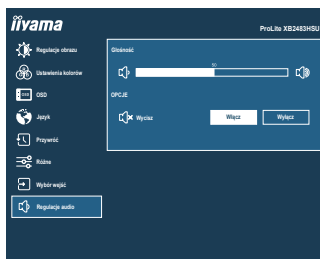 iiyama
ProLite XB2483HSU
Regulacje obrazu
Ustawienia kolorów
OSD
OSD
Język
Przywróć
Różne
Wybór wejść
Regulacje audio
Głośność
50
OPCJE
Wycisz
Włącz
Wyłącz